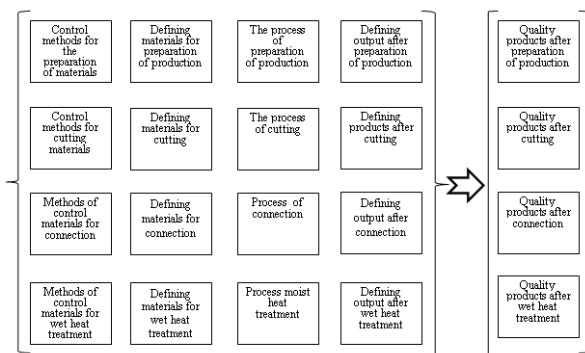 Control
methods for
the
preparation
of materials
Defining
materials for
preparation
of production
The process
of
preparation
of production
Defining
output after
preparation
of production
Quality
products after
preparation
of production
Control
methods for
cutting
materials
Defining
materials for
cutting
The process
of cutting
Defining
products after
cutting
Quality
products after
cutting
Methods of
control
materials for
connection
Defining
materials for
connection
Process of
connection
Defining
output after
connection
Quality
products after
connection
Methods of
control
materials for
wet heat
treatment
Defining
materials for
wet heat
treatment
Process moist
heat
treatment
Defining
output after
wet heat
treatment
Quality
products after
wet heat
treatment